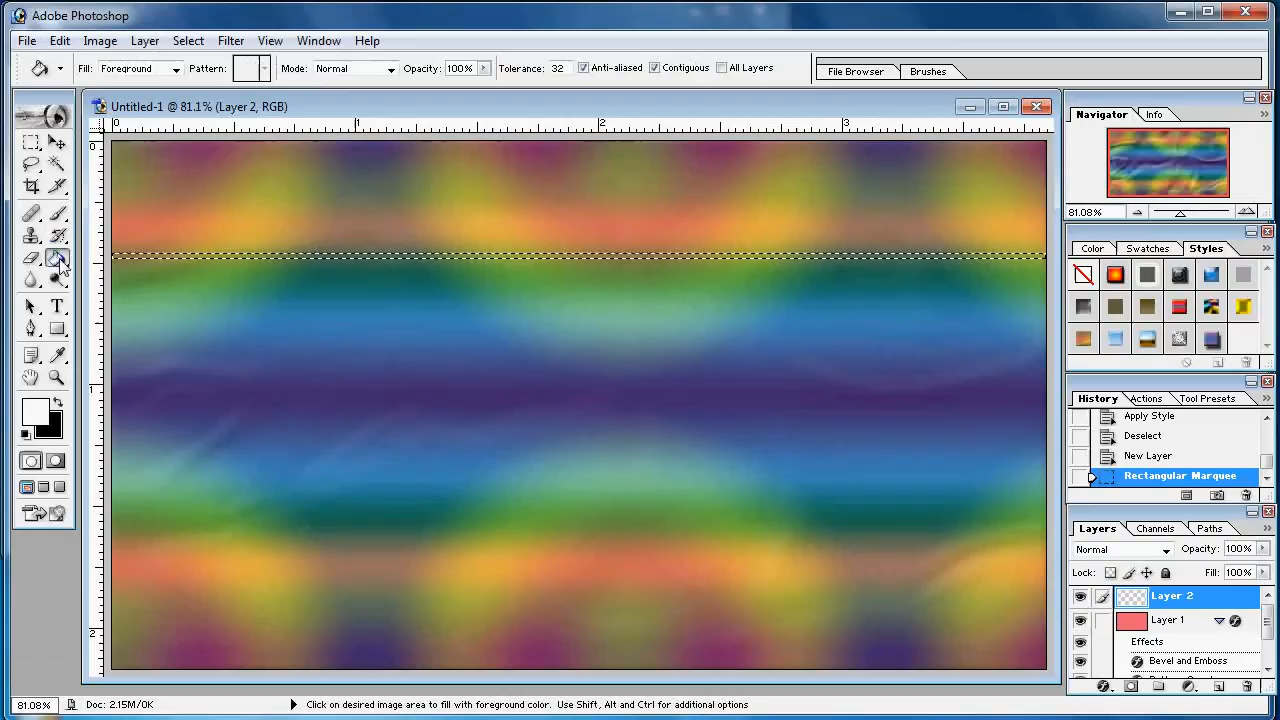 Adobe Photoshop
File Edit Image Layer Select Filter View Window Help
Fill: Foreground Pattern: Mode: Normal Opacity: 100% Tolerance: 32 Anti-aliased Contiguous All Layers File Browser Brushes
Untitled-1 @ 81.1% (Layer 2, RGB)
0 1 2 3
0
1
2
Navigator Info
81.08%
Color Swatches Styles
History Actions Tool Presets
Apply Style
Deselect
New Layer
Rectangular Marquee
Layers Channels Paths
Normal Opacity: 100%
Lock: Fill: 100%
Layer 2
Layer 1
Effects
Bevel and Emboss
81.08% Doc: 2.15M/0K Click on desired image area to fill with foreground color. Use Shift, Alt and Ctrl for additional options